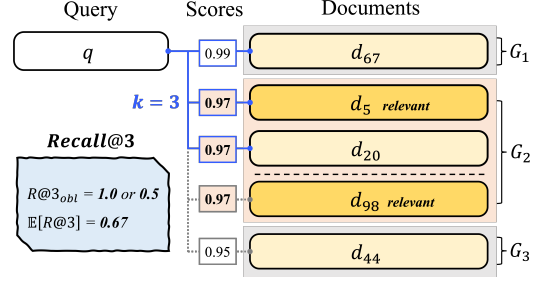 Query Scores Documents
q 0.99 d₆₇ G₁
k = 3 0.97 d₅ relevant
Recall@3 0.97 d₂₀ G₂
R@3ₒbl = 1.0 or 0.5 0.97 d₉₈ relevant
𝔼[R@3] = 0.67
0.95 d₄₄ G₃